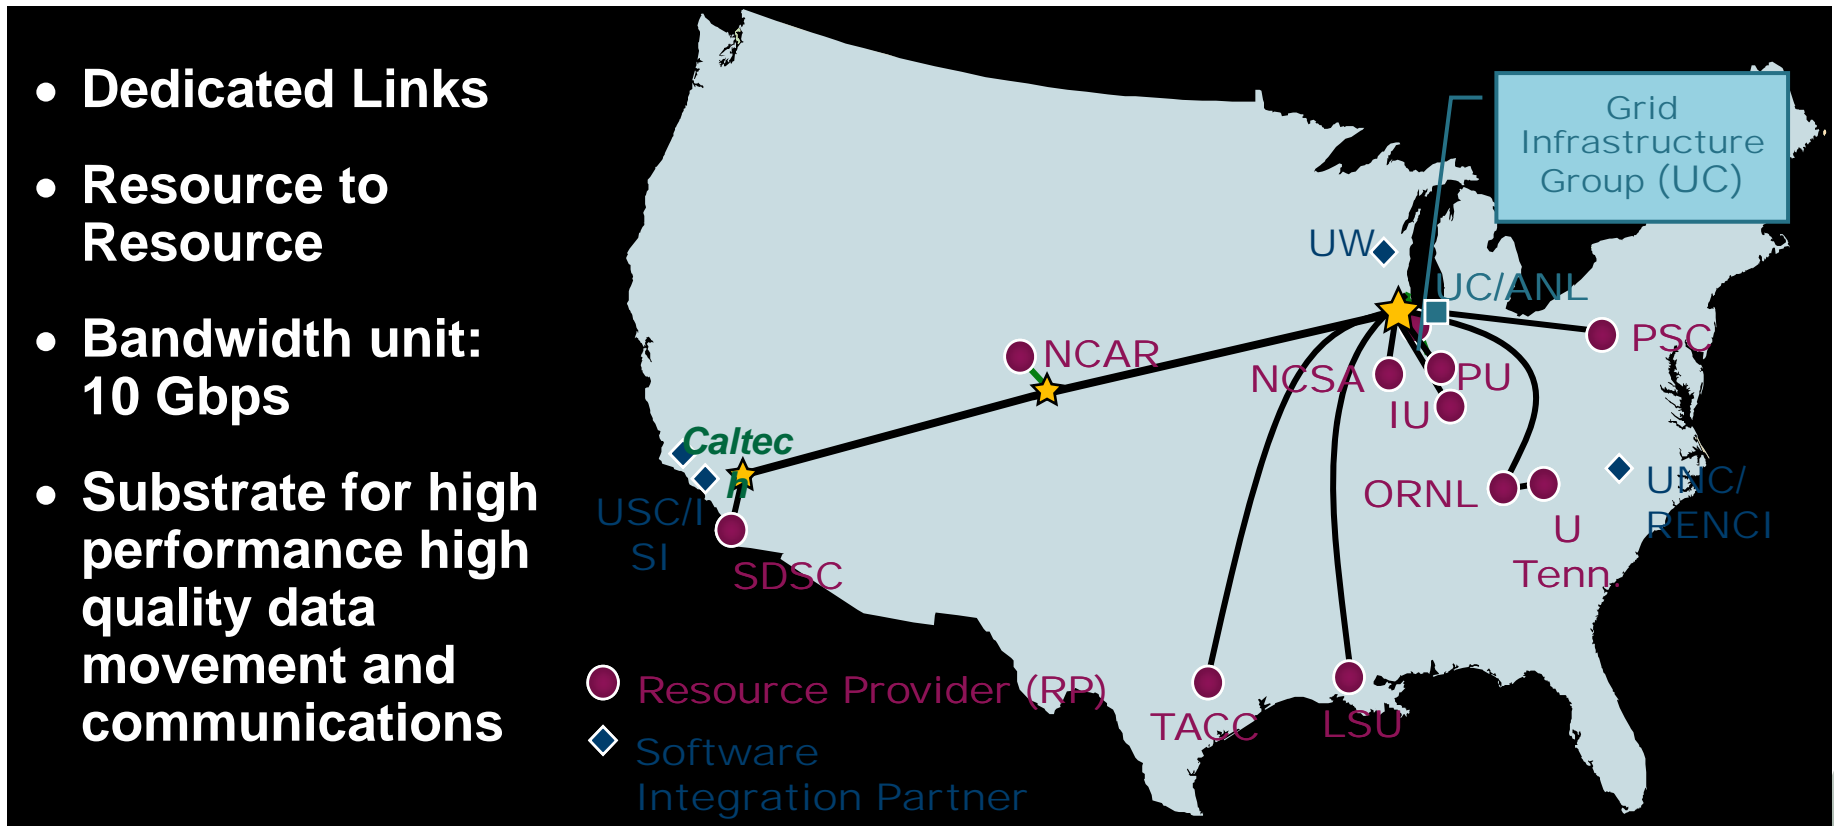 ● Dedicated Links
● Resource to
Resource
● Bandwidth unit:
10 Gbps
● Substrate for high
performance high
quality data
movement and
communications
Grid
Infrastructure
Group (UC)
UW
UC/ANL
PSC
NCAR
NCSA
PU
IU
Caltec
h
USC/I
SI
SDSC
ORNL
U
Tenn.
UNC/
RENCI
TACC
LSU
Resource Provider (RP)
Software
Integration Partner